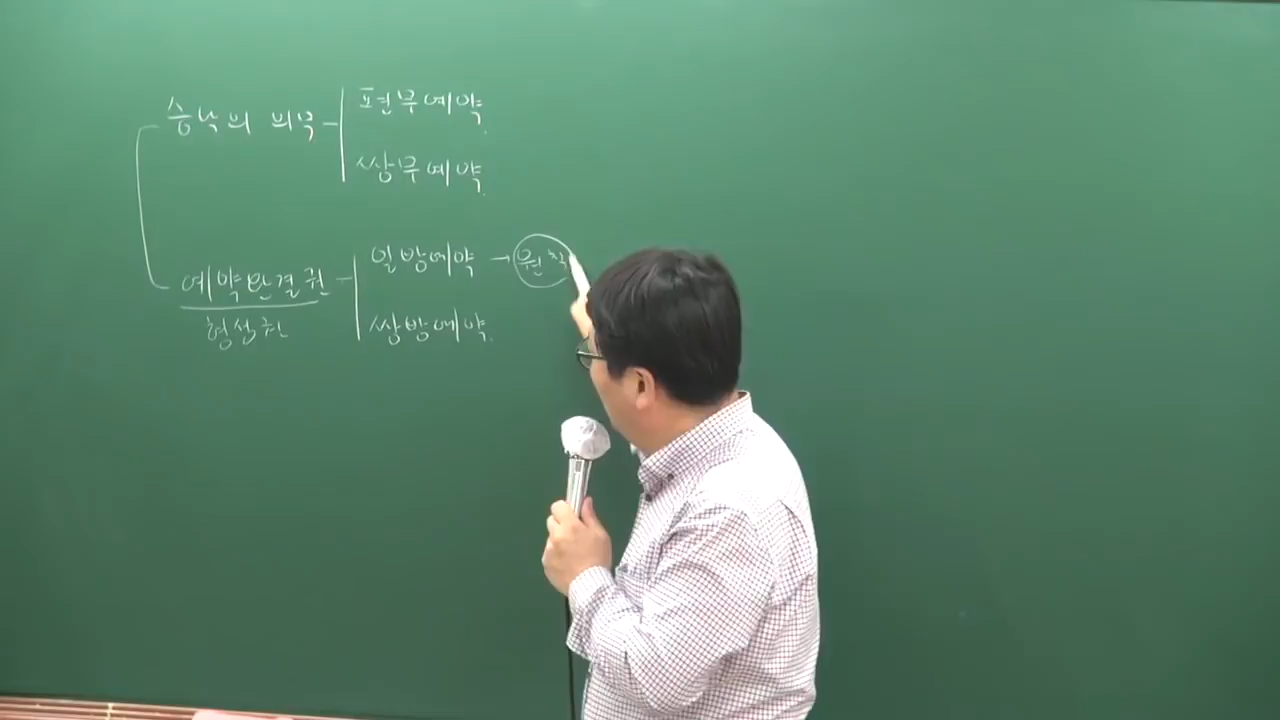 승낙의 의무
편무예약
쌍무예약
예약완결권
형성권
일방예약 → 원칙
쌍방예약